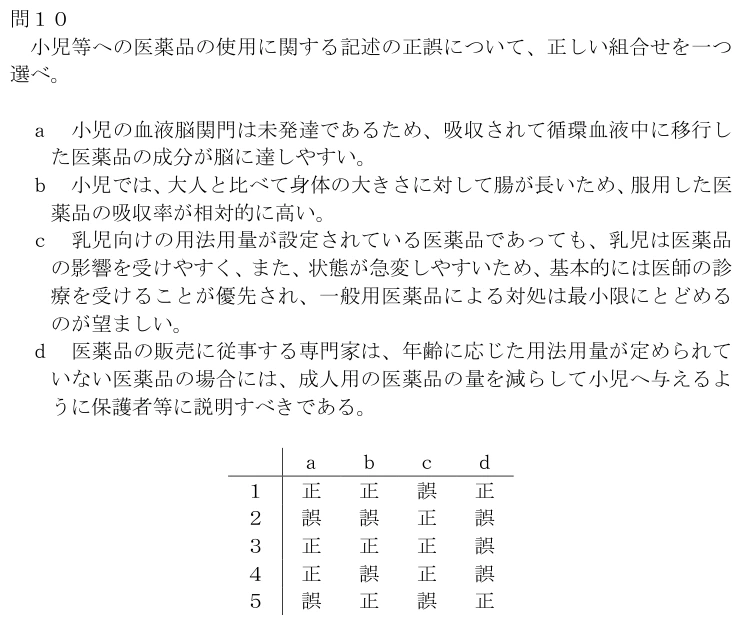 問１０
小児等への医薬品の使用に関する記述の正誤について、正しい組合せを一つ
選べ。
ａ　小児の血液脳関門は未発達であるため、吸収されて循環血液中に移行し
た医薬品の成分が脳に達しやすい。
ｂ　小児では、大人と比べて身体の大きさに対して腸が長いため、服用した医
薬品の吸収率が相対的に高い。
ｃ　乳児向けの用法用量が設定されている医薬品であっても、乳児は医薬品
の影響を受けやすく、また、状態が急変しやすいため、基本的には医師の診
療を受けることが優先され、一般用医薬品による対処は最小限にとどめる
のが望ましい。
ｄ　医薬品の販売に従事する専門家は、年齢に応じた用法用量が定められて
いない医薬品の場合には、成人用の医薬品の量を減らして小児へ与えるよ
うに保護者等に説明すべきである。
ａ　ｂ　ｃ　ｄ
１　正　正　誤　正
２　誤　誤　正　誤
３　正　正　正　誤
４　正　誤　正　誤
５　誤　正　誤　正